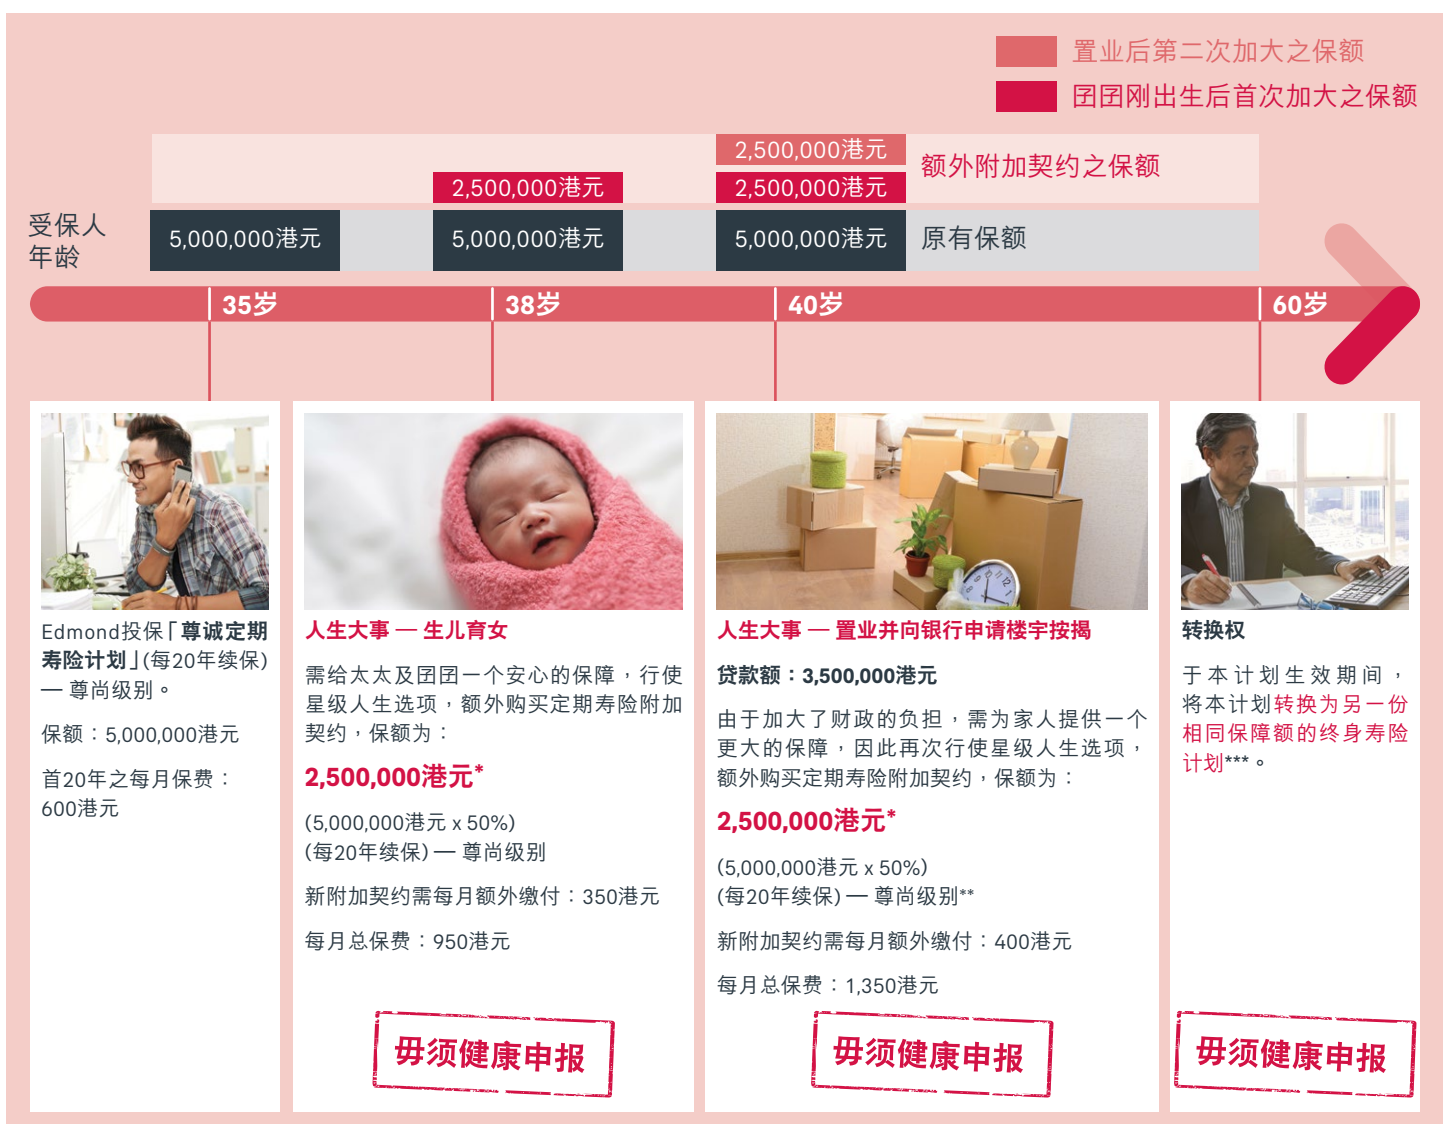 置业后第二次加大之保额
囝囝刚出生后首次加大之保额
2,500,000港元
额外附加契约之保额
2,500,000港元
2,500,000港元
受保人
年龄
5,000,000港元
5,000,000港元
5,000,000港元
原有保额
35岁
38岁
40岁
60岁
Edmond投保「尊诚定期
寿险计划」(每20年续保)
— 尊尚级别。
保额：5,000,000港元
首20年之每月保费：
600港元
人生大事 — 生儿育女
需给太太及囝囝一个安心的保障，行使
星级人生选项，额外购买定期寿险附加
契约，保额为：
2,500,000港元*
(5,000,000港元 x 50%)
(每20年续保) — 尊尚级别
新附加契约需每月额外缴付：350港元
每月总保费：950港元
毋须健康申报
人生大事 — 置业并向银行申请楼宇按揭
贷款额：3,500,000港元
由于加大了财政的负担，需为家人提供一个
更大的保障，因此再次行使星级人生选项，
额外购买定期寿险附加契约，保额为：
2,500,000港元*
(5,000,000港元 x 50%)
(每20年续保) — 尊尚级别**
新附加契约需每月额外缴付：400港元
每月总保费：1,350港元
毋须健康申报
转换权
于本计划生效期间，
将本计划转换为另一份
相同保障额的终身寿险
计划***。
毋须健康申报